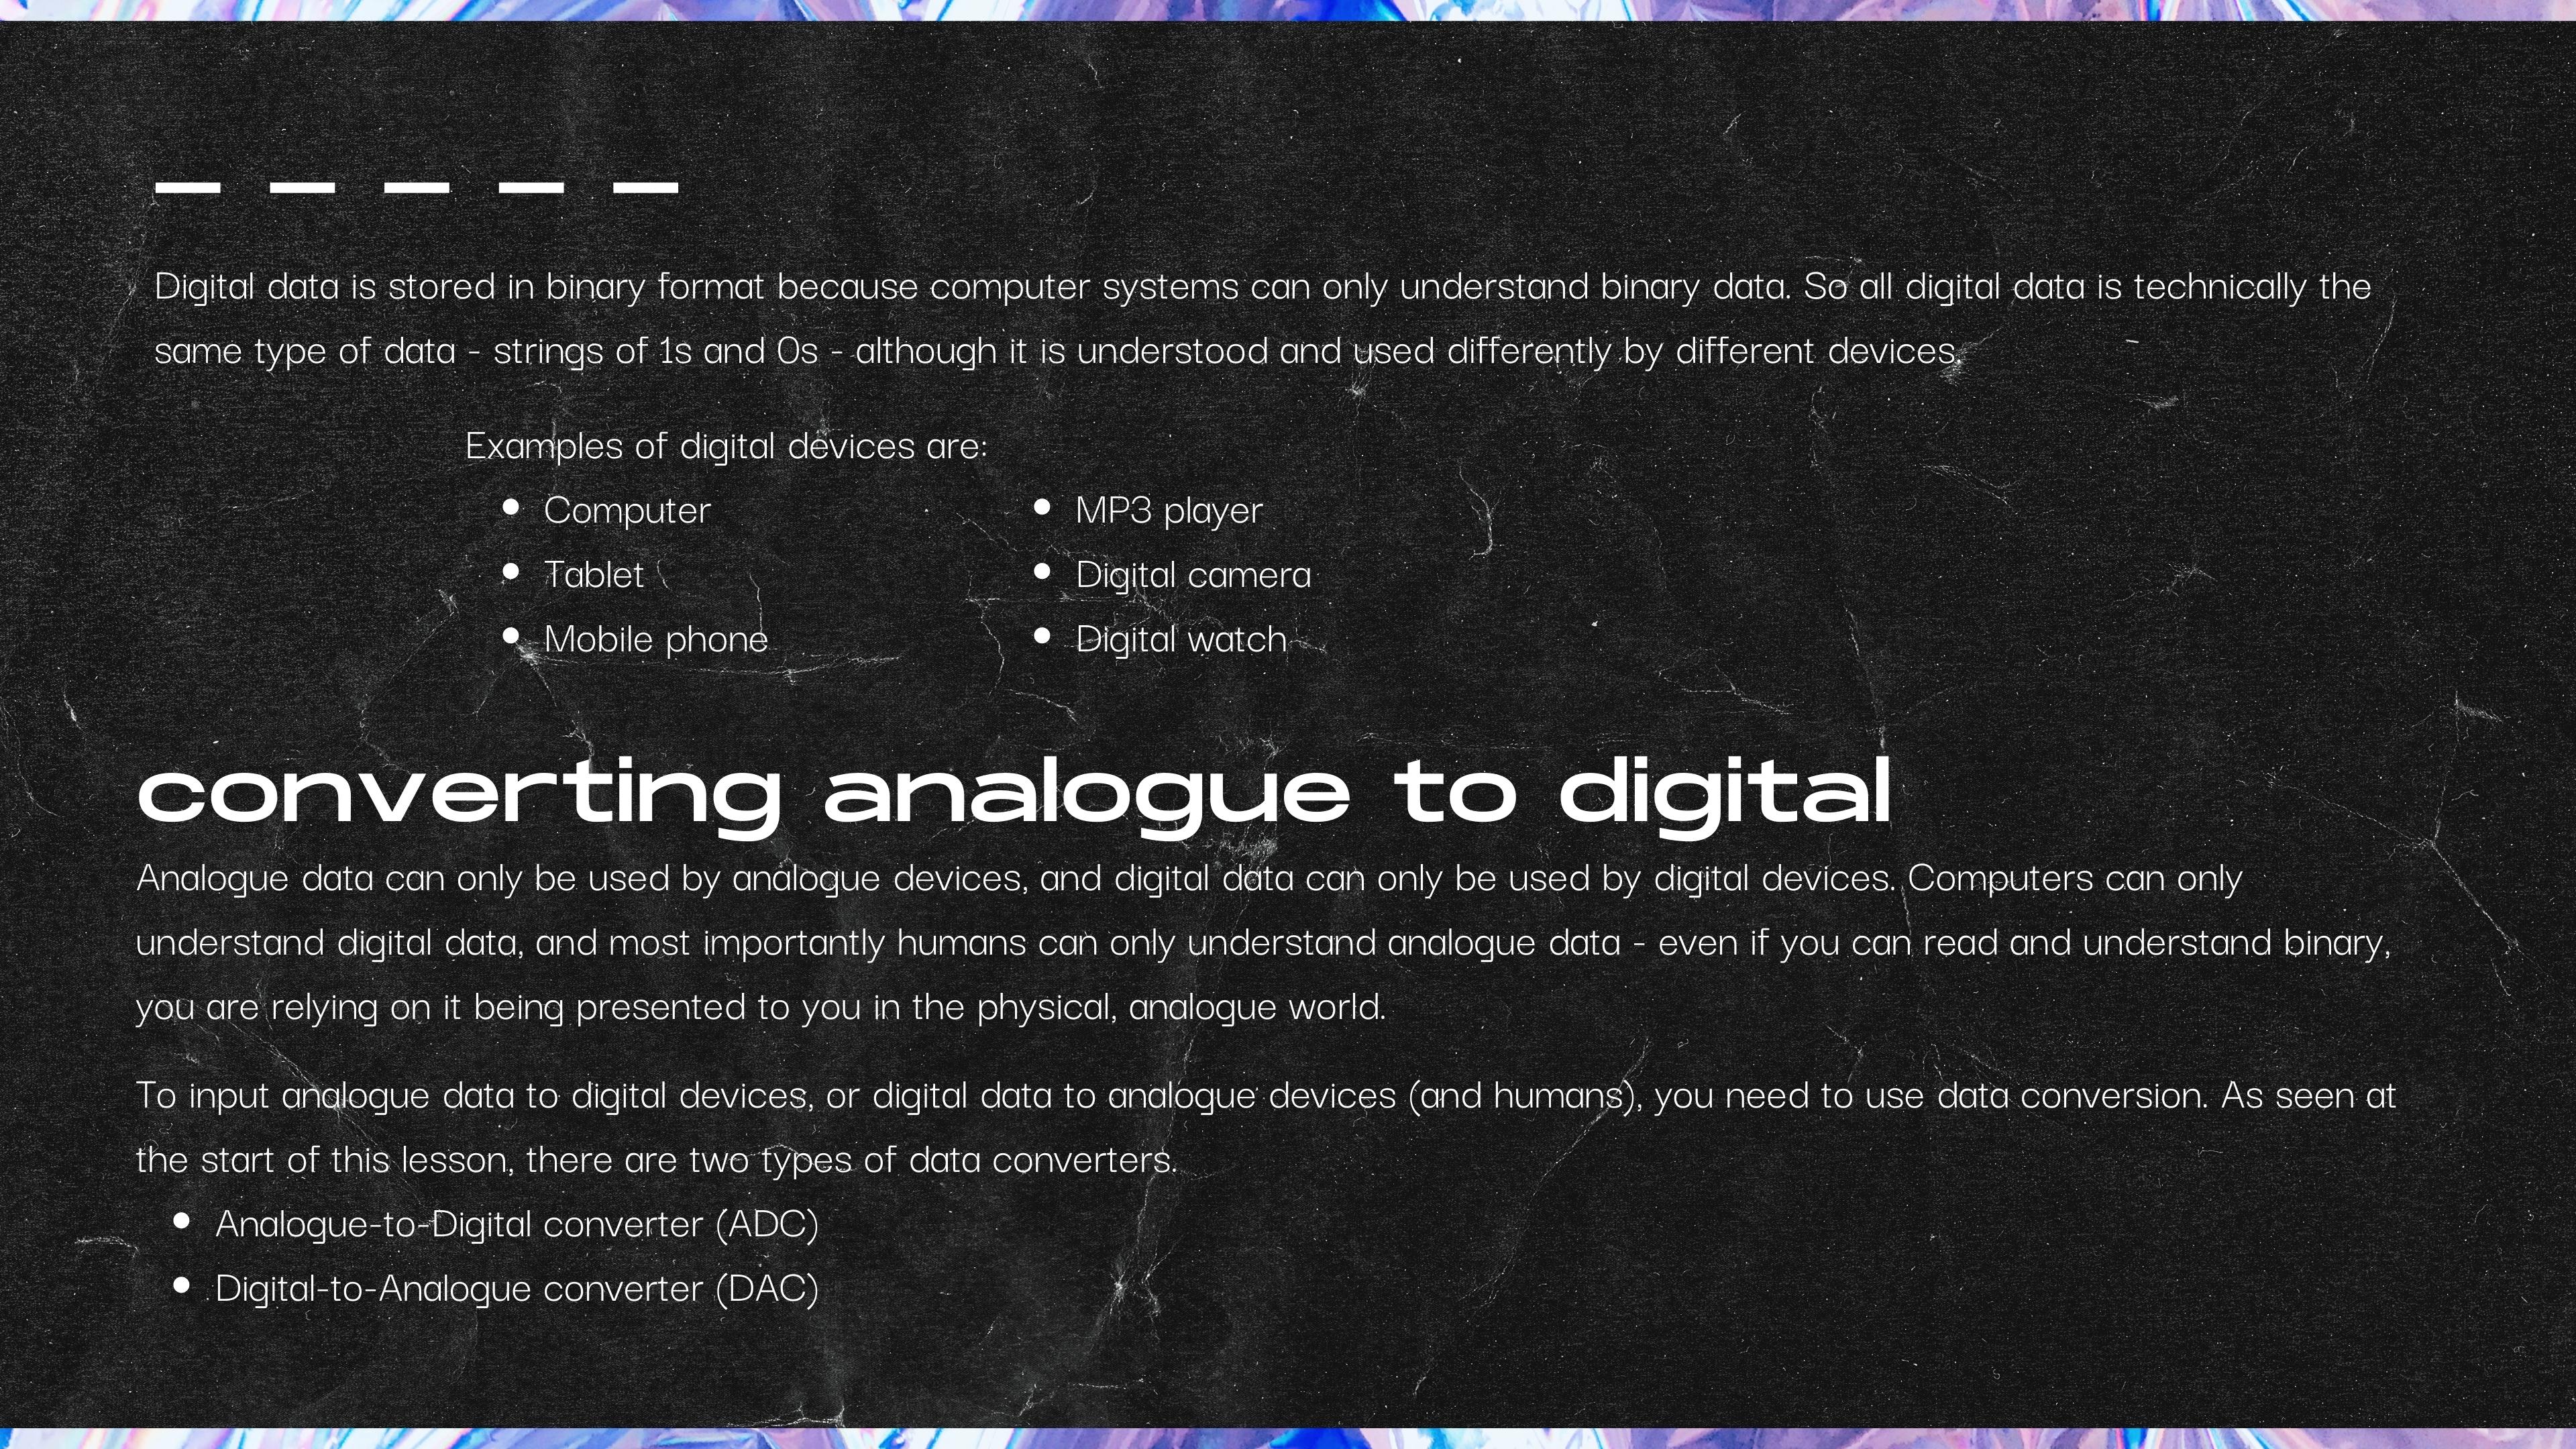 Digital data is stored in binary format because computer systems can only understand binary data. So all digital data is technically the
same type of data - strings of 1s and 0s - although it is understood and used differently by different devices.
Examples of digital devices are:
• Computer
• Tablet
• Mobile phone
• MP3 player
• Digital camera
• Digital watch
converting analogue to digital
Analogue data can only be used by analogue devices, and digital data can only be used by digital devices. Computers can only
understand digital data, and most importantly humans can only understand analogue data - even if you can read and understand binary,
you are relying on it being presented to you in the physical, analogue world.
To input analogue data to digital devices, or digital data to analogue devices (and humans), you need to use data conversion. As seen at
the start of this lesson, there are two types of data converters.
• Analogue-to-Digital converter (ADC)
• Digital-to-Analogue converter (DAC)